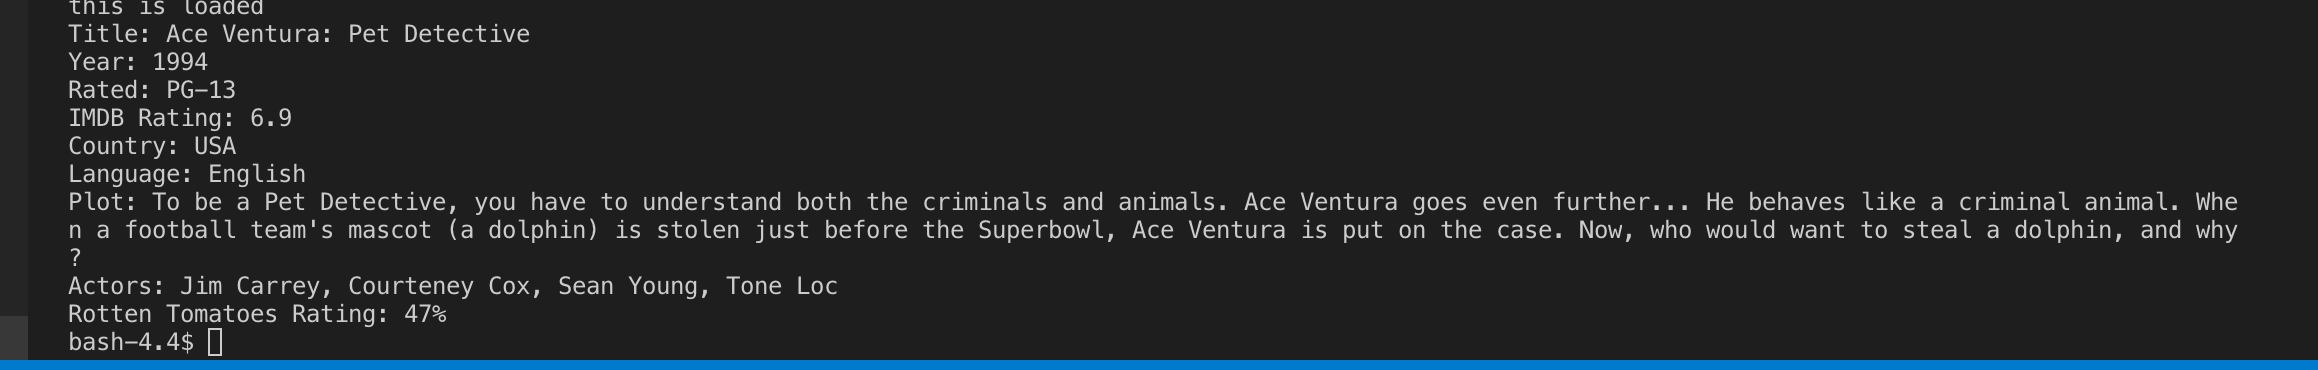 this is loaded
Title: Ace Ventura: Pet Detective
Year: 1994
Rated: PG-13
IMDB Rating: 6.9
Country: USA
Language: English
Plot: To be a Pet Detective, you have to understand both the criminals and animals. Ace Ventura goes even further... He behaves like a criminal animal. Whe
n a football team's mascot (a dolphin) is stolen just before the Superbowl, Ace Ventura is put on the case. Now, who would want to steal a dolphin, and why
?
Actors: Jim Carrey, Courteney Cox, Sean Young, Tone Loc
Rotten Tomatoes Rating: 47%
bash-4.4$